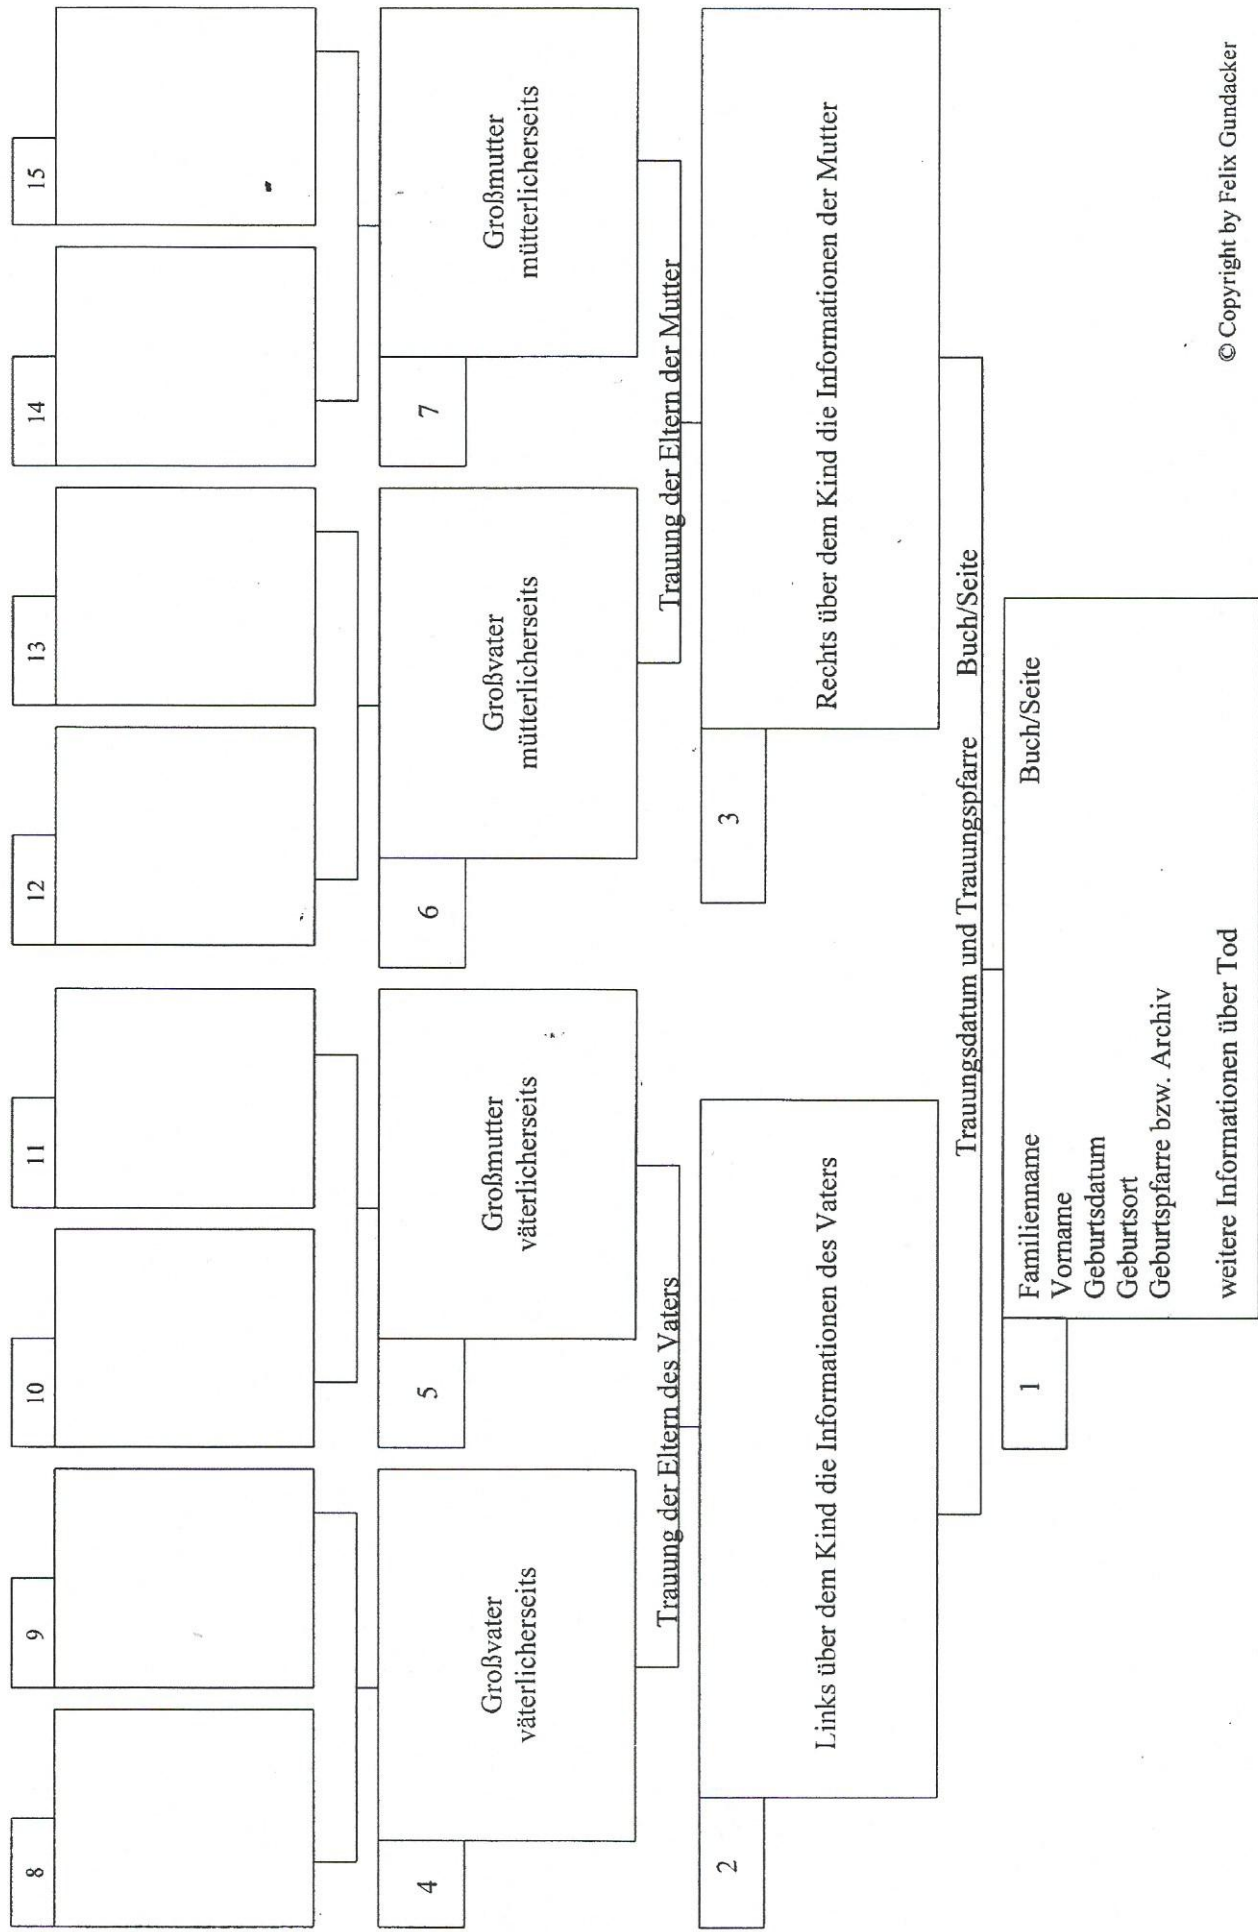 8
9
10
11
12
13
14
15
4
Großvater
väterlicherseits
5
Großmutter
väterlicherseits
6
Großvater
mütterlicherseits
7
Großmutter
mütterlicherseits
Trauung der Eltern des Vaters
Trauung der Eltern der Mutter
2
Links über dem Kind die Informationen des Vaters
3
Rechts über dem Kind die Informationen der Mutter
Trauungsdatum und Trauungspfarre Buch/Seite
1
Familienname Buch/Seite
Vorname
Geburtsdatum
Geburtsort
Geburtspfarre bzw. Archiv
weitere Informationen über Tod
© Copyright by Felix Gundacker